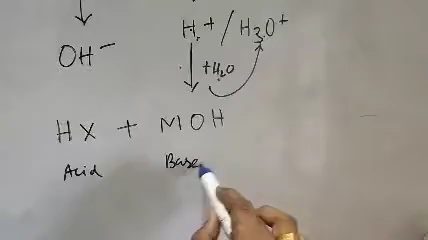 H⁺ / H3O⁺
OH⁻
+H2O
HX + MOH
Acid Base